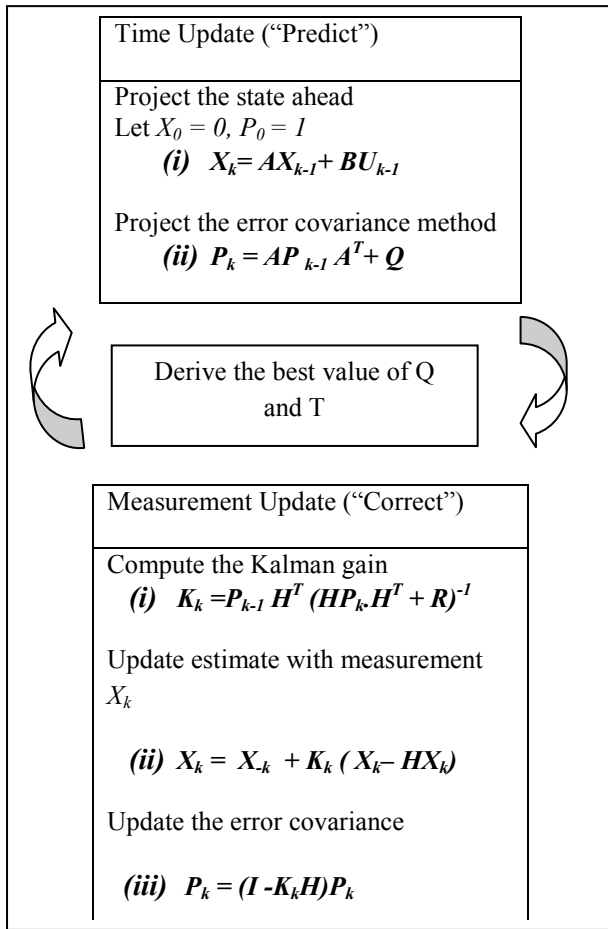 Time Update (“Predict”)
Project the state ahead
Let X₀ = 0, P₀ = 1
(i) Xₖ= AXₖ₋₁+ BUₖ₋₁
Project the error covariance method
(ii) Pₖ = AP ₖ₋₁ Aᵀ+ Q
Derive the best value of Q
and T
Measurement Update (“Correct”)
Compute the Kalman gain
(i) Kₖ =Pₖ₋₁ Hᵀ (HPₖ.Hᵀ + R)⁻¹
Update estimate with measurement
Xₖ
(ii) Xₖ = X₋ₖ + Kₖ ( Xₖ– HXₖ)
Update the error covariance
(iii) Pₖ = (I -KₖH)Pₖ